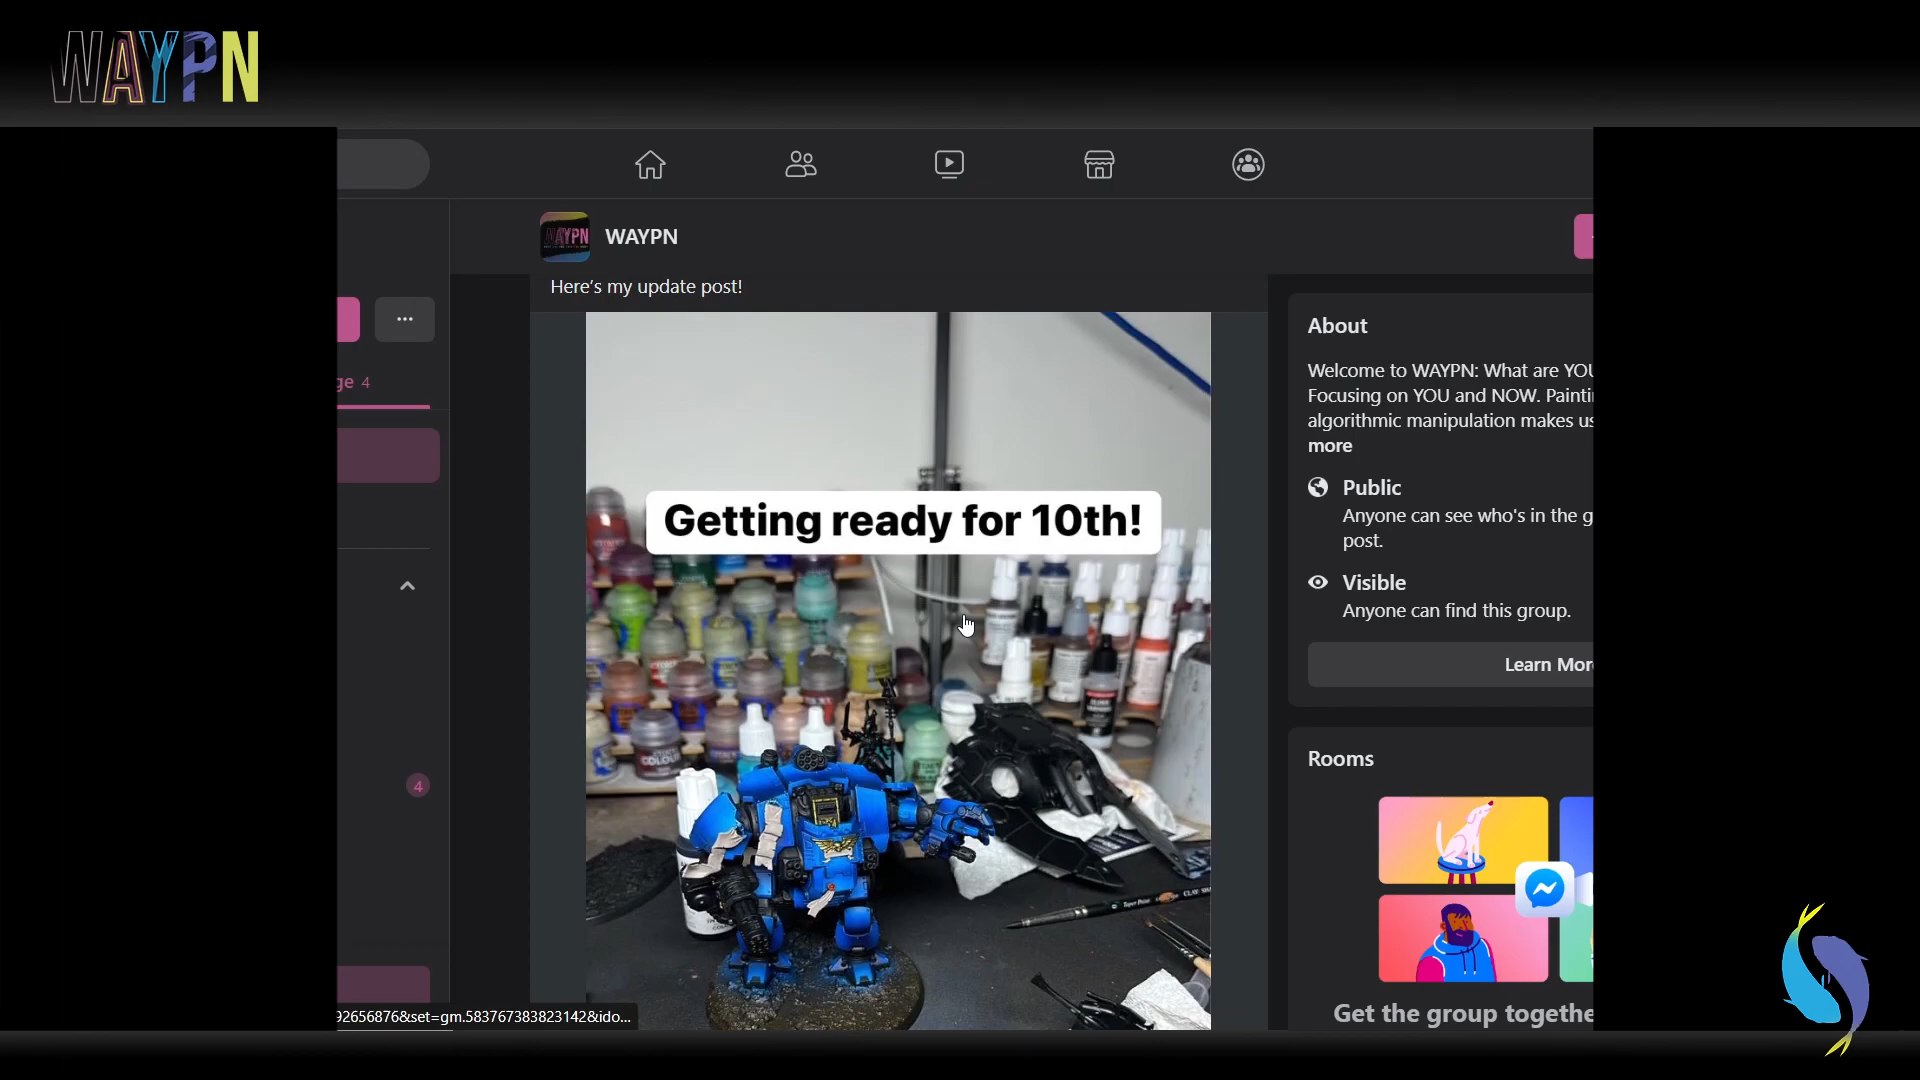 WAYPN
WAYPN
Here’s my update post!
ge 4
4
Getting ready for 10th!
About
Welcome to WAYPN: What are YOU
Focusing on YOU and NOW. Painti
algorithmic manipulation makes us
more
Public
Anyone can see who's in the g
post.
Visible
Anyone can find this group.
Learn More
Rooms
Get the group togethe
92656876&set=gm.583767383823142&ido...